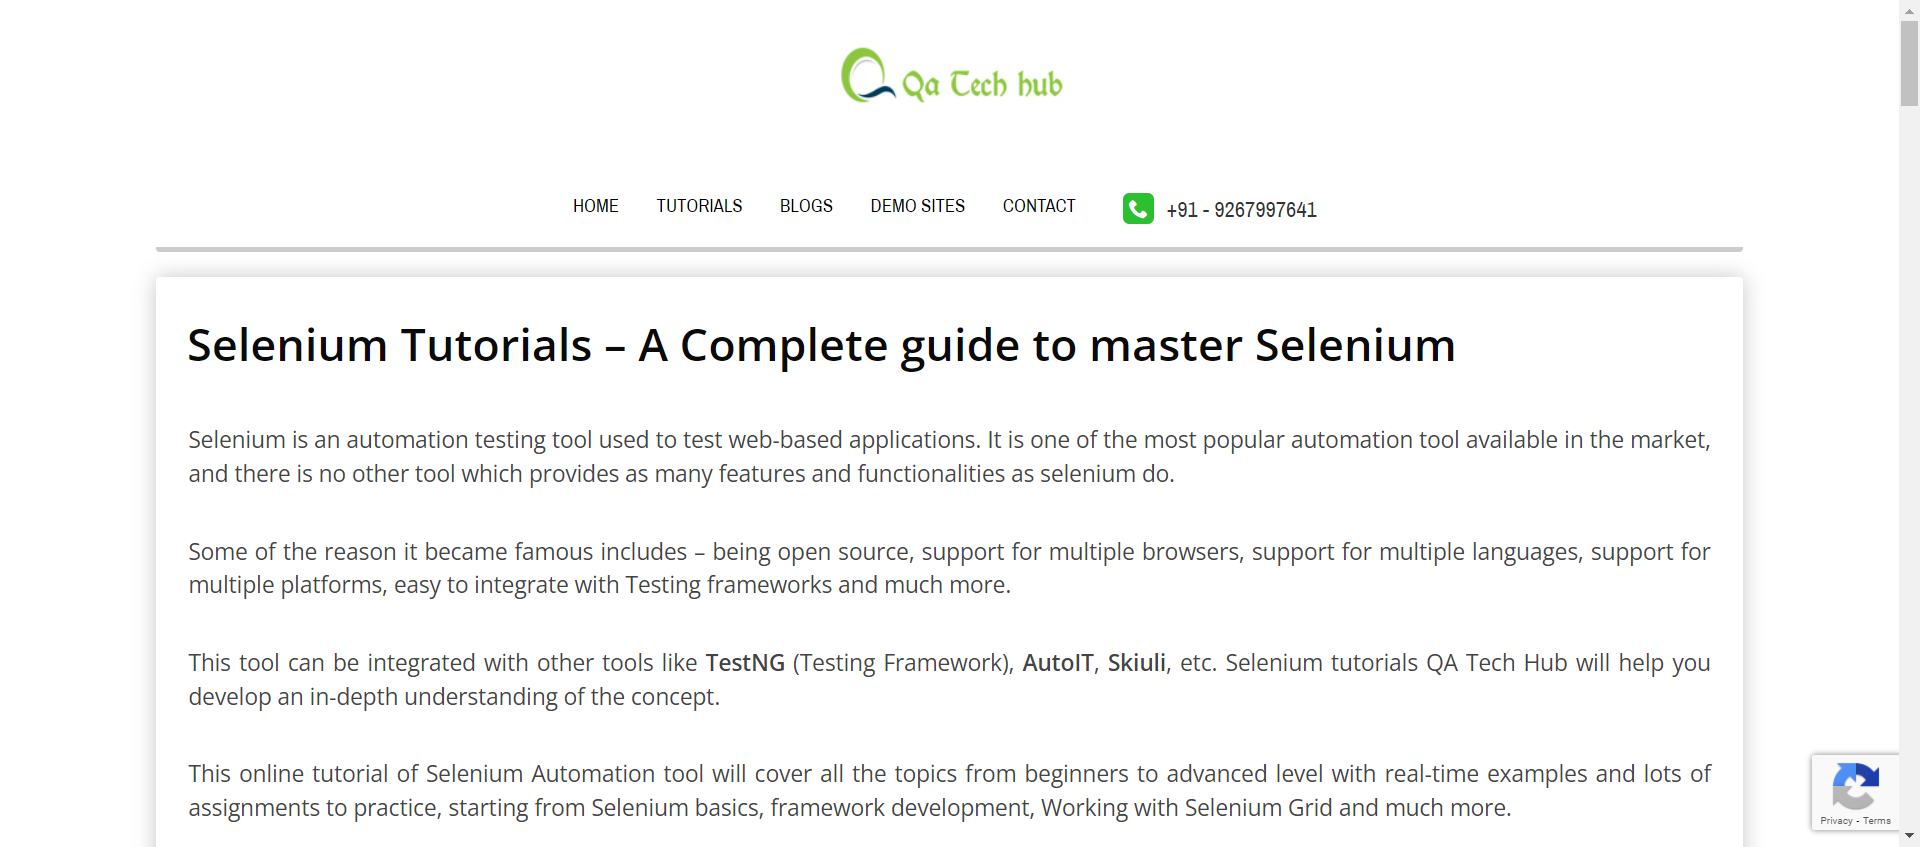 Qa Tech hub
HOME TUTORIALS BLOGS DEMO SITES CONTACT +91 - 9267997641
Selenium Tutorials – A Complete guide to master Selenium
Selenium is an automation testing tool used to test web-based applications. It is one of the most popular automation tool available in the market,
and there is no other tool which provides as many features and functionalities as selenium do.
Some of the reason it became famous includes – being open source, support for multiple browsers, support for multiple languages, support for
multiple platforms, easy to integrate with Testing frameworks and much more.
This tool can be integrated with other tools like TestNG (Testing Framework), AutoIT, Skiuli, etc. Selenium tutorials QA Tech Hub will help you
develop an in-depth understanding of the concept.
This online tutorial of Selenium Automation tool will cover all the topics from beginners to advanced level with real-time examples and lots of
assignments to practice, starting from Selenium basics, framework development, Working with Selenium Grid and much more.
Privacy - Terms